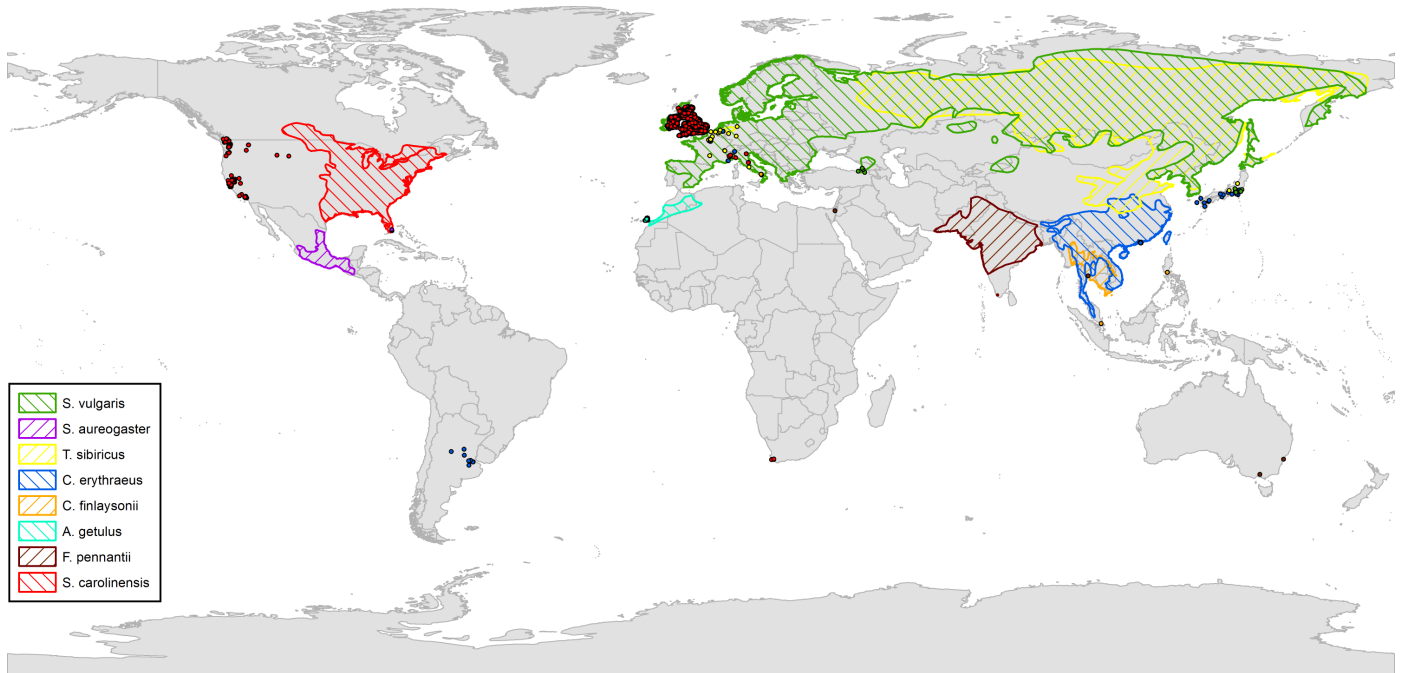 S. vulgaris
S. aureogaster
T. sibiricus
C. erythraeus
C. finlaysonii
A. getulus
F. pennantii
S. carolinensis